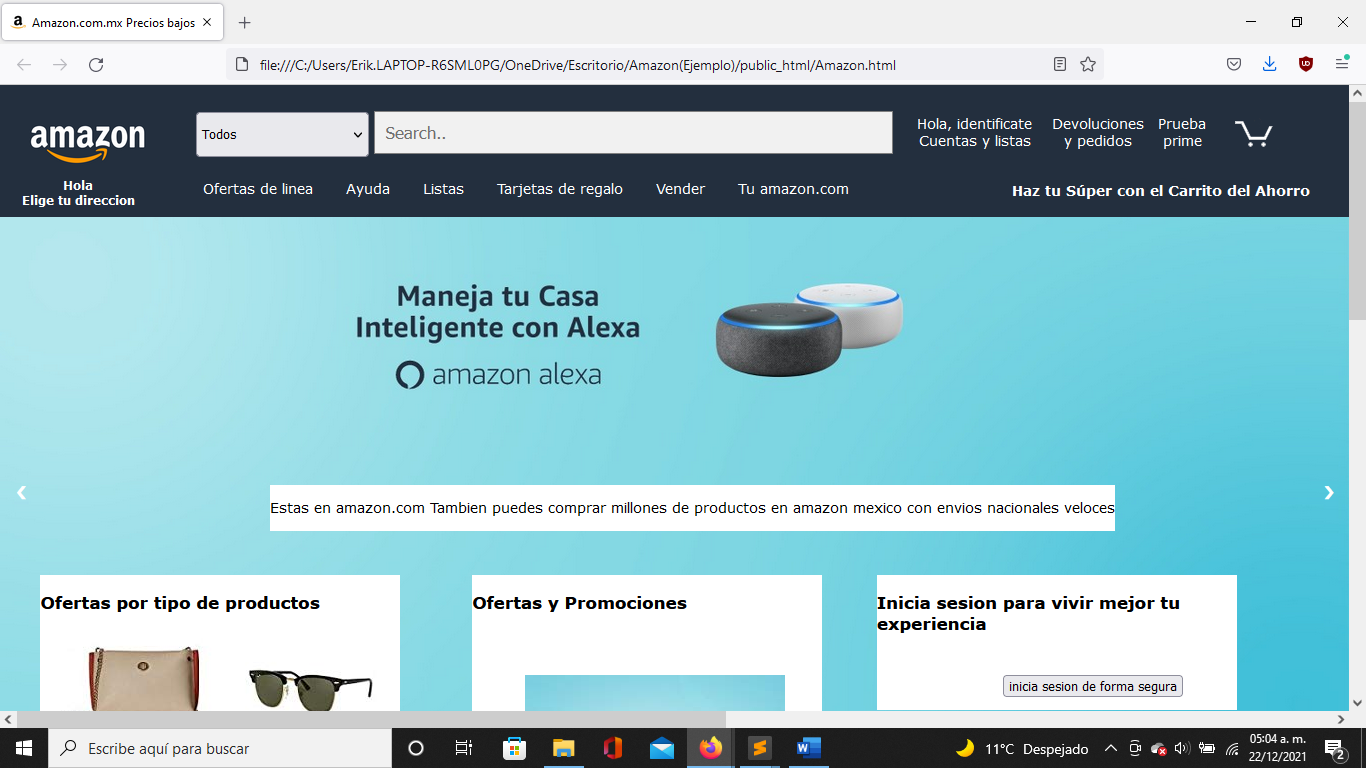 Amazon.com.mx Precios bajos
file:///C:/Users/Erik.LAPTOP-R6SML0PG/OneDrive/Escritorio/Amazon(Ejemplo)/public_html/Amazon.html
amazon
Todos
Search..
Hola, identificate
Cuentas y listas
Devoluciones
y pedidos
Prueba
prime
Hola
Elige tu direccion
Ofertas de linea
Ayuda
Listas
Tarjetas de regalo
Vender
Tu amazon.com
Haz tu Súper con el Carrito del Ahorro
Maneja tu Casa
Inteligente con Alexa
amazon alexa
Estas en amazon.com Tambien puedes comprar millones de productos en amazon mexico con envios nacionales veloces
Ofertas por tipo de productos
Ofertas y Promociones
Inicia sesion para vivir mejor tu
experiencia
inicia sesion de forma segura
Escribe aquí para buscar
11°C Despejado
05:04 a. m.
22/12/2021
2